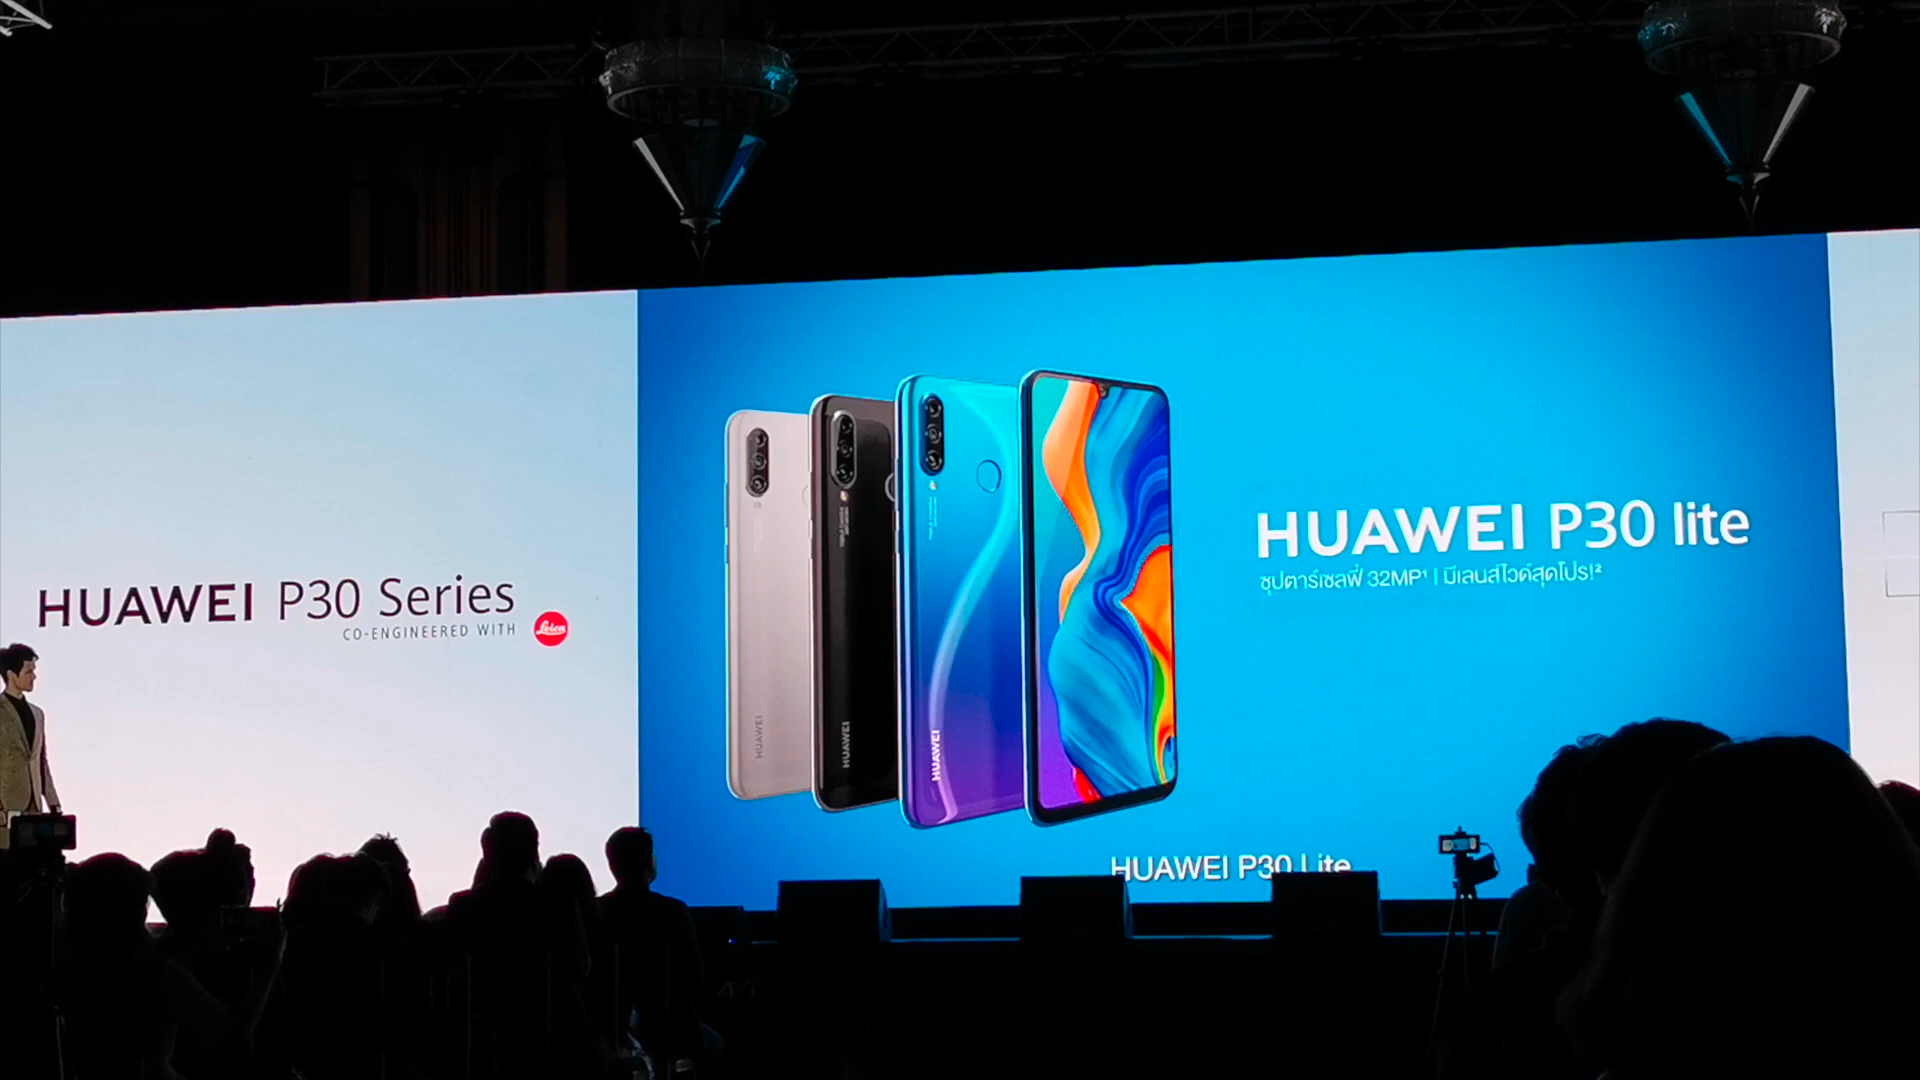 HUAWEI P30 Series
CO-ENGINEERED WITH
Leica
HUAWEI
HUAWEI
HUAWEI
HUAWEI P30 lite
ซุปตาร์เซลฟี่ 32MP¹ | มีเลนส์ไวด์สุดโปร!²
HUAWEI P30 Lite